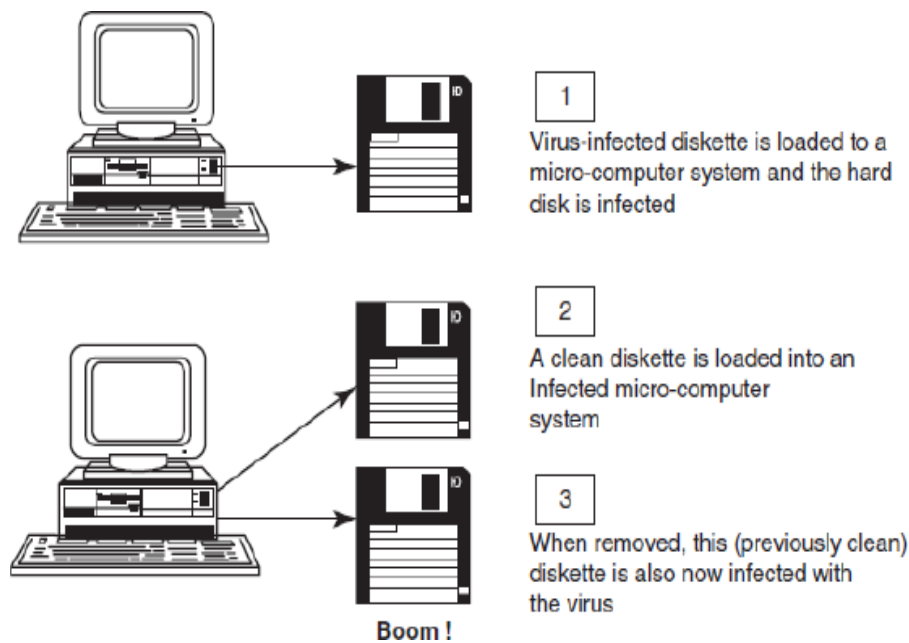 1
Virus-infected diskette is loaded to a
micro-computer system and the hard
disk is infected
2
A clean diskette is loaded into an
Infected micro-computer
system
3
When removed, this (previously clean)
diskette is also now infected with
the virus
Boom !